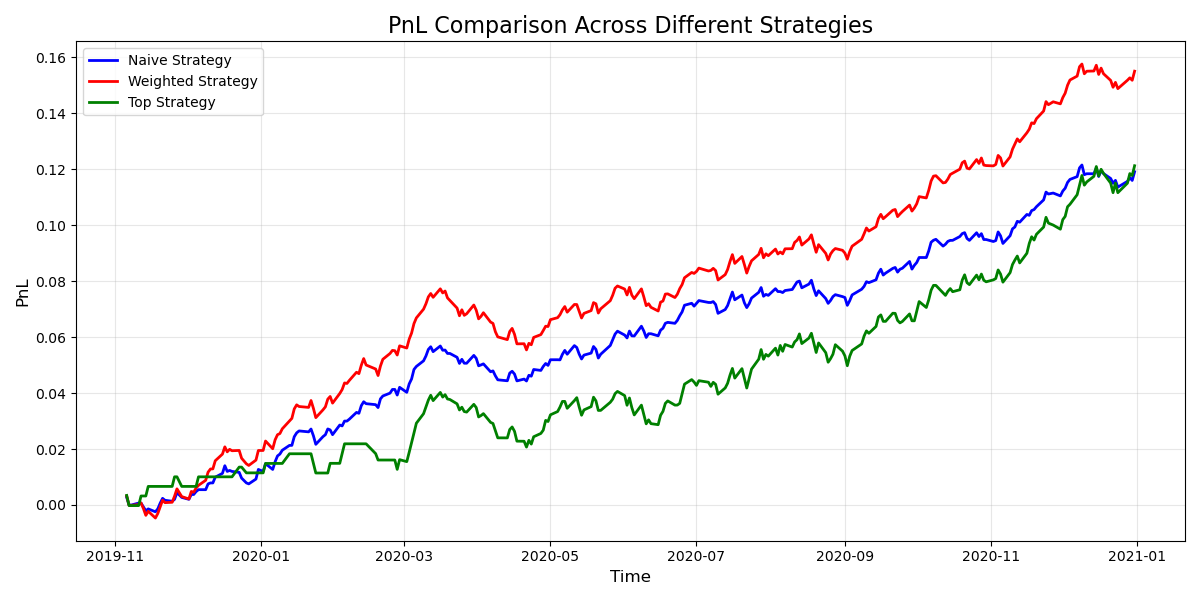 PnL Comparison Across Different Strategies
Naive Strategy
Weighted Strategy
Top Strategy
PnL
0.16
0.14
0.12
0.10
0.08
0.06
0.04
0.02
0.00
2019-11 2020-01 2020-03 2020-05 2020-07 2020-09 2020-11 2021-01
Time